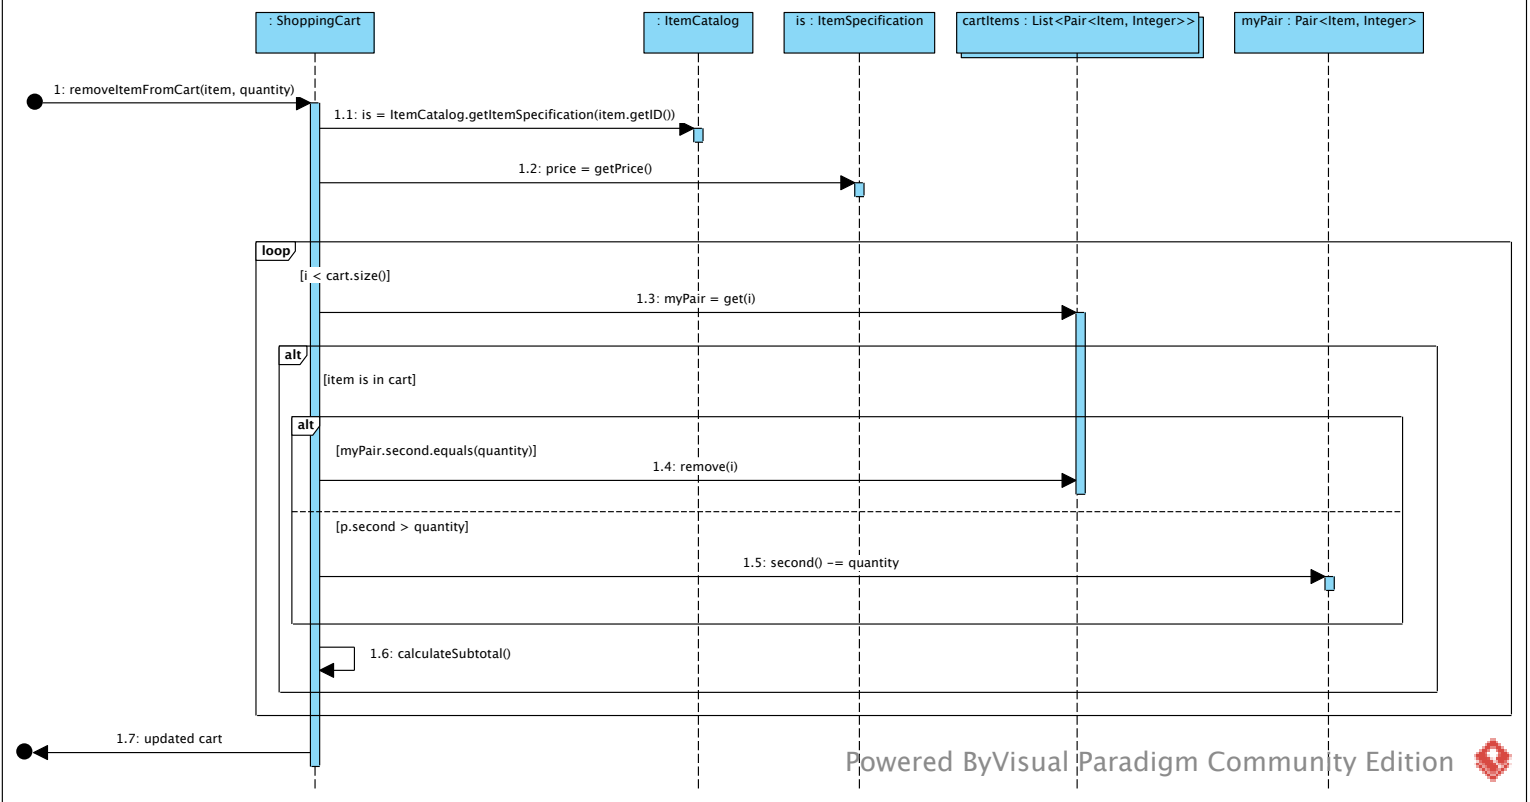 : ShoppingCart
: ItemCatalog
is : ItemSpecification
cartItems : List<Pair<Item, Integer>>
myPair : Pair<Item, Integer>
1: removeItemFromCart(item, quantity)
1.1: is = ItemCatalog.getItemSpecification(item.getID())
1.2: price = getPrice()
loop
[i < cart.size()]
1.3: myPair = get(i)
alt
[item is in cart]
alt
[myPair.second.equals(quantity)]
1.4: remove(i)
[p.second > quantity]
1.5: second() -= quantity
1.6: calculateSubtotal()
1.7: updated cart
Powered ByVisual Paradigm Community Edition